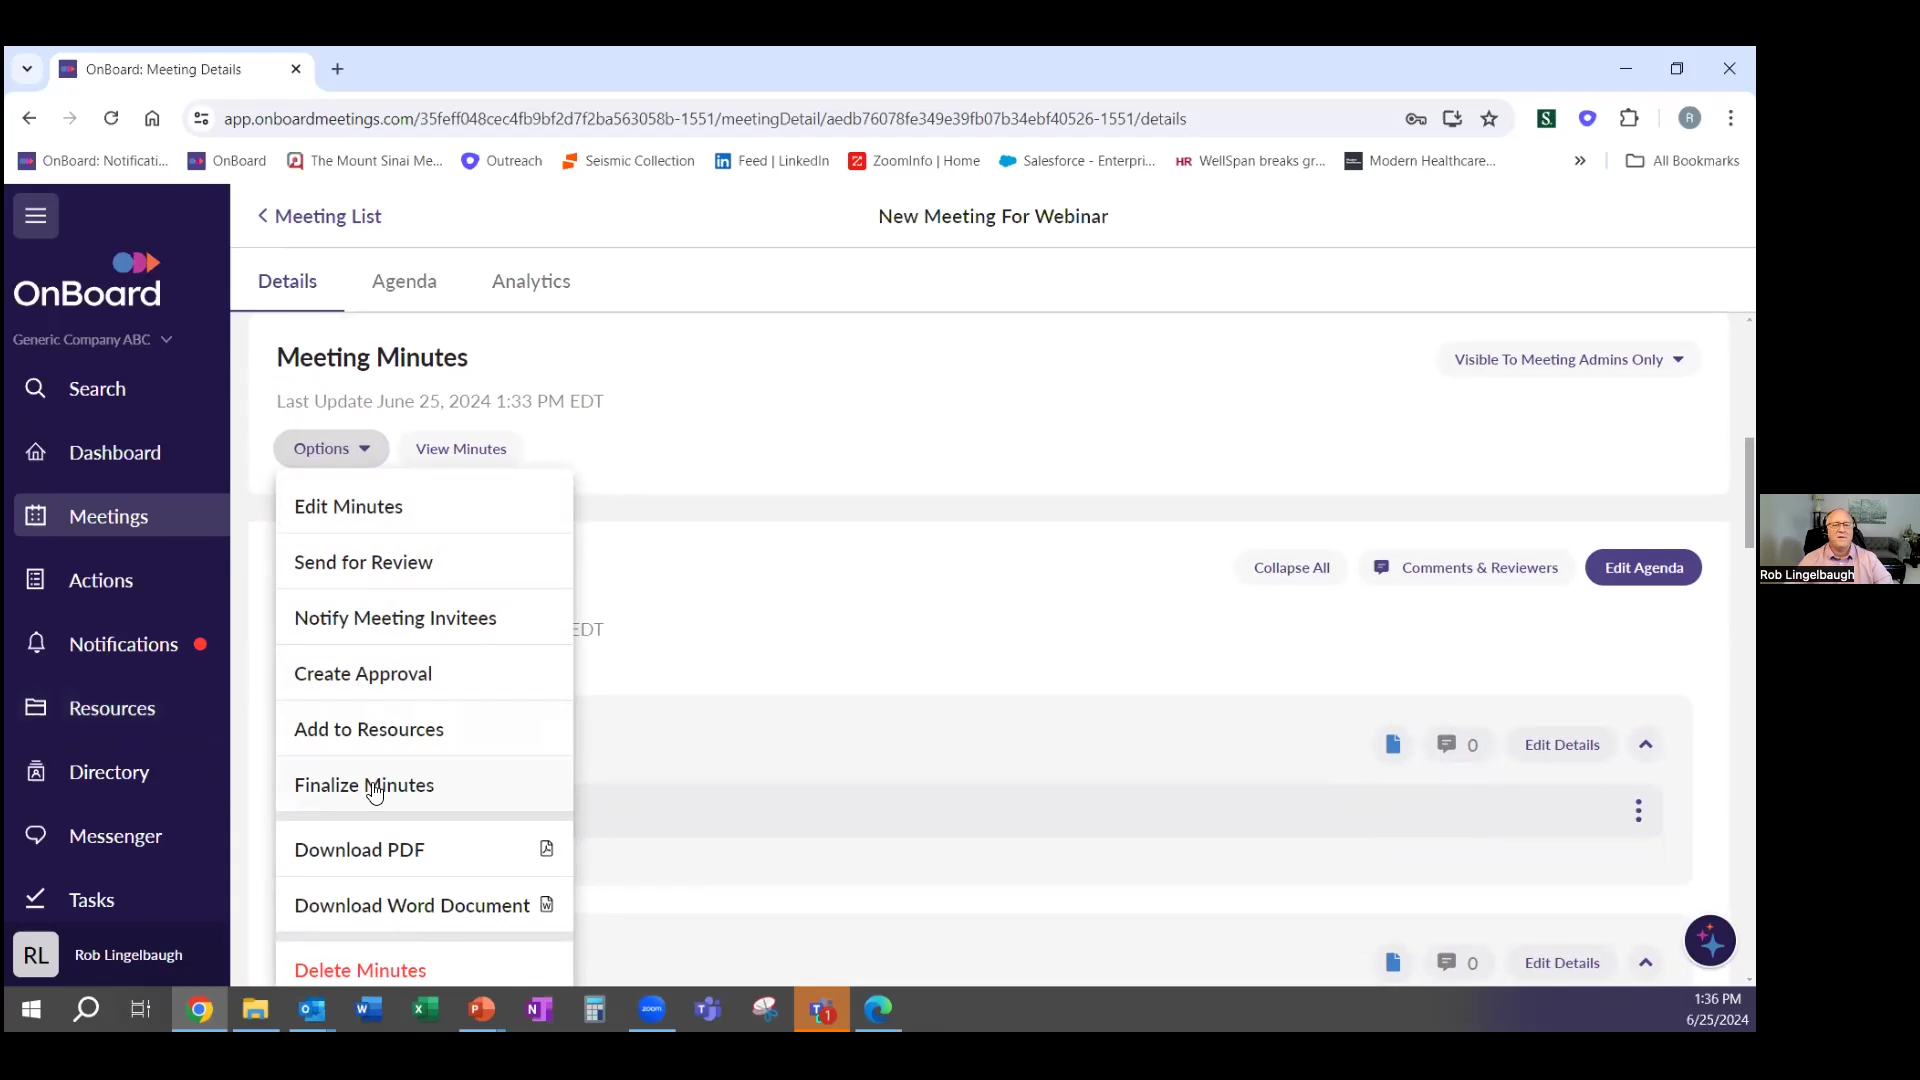 OnBoard: Meeting Details
app.onboardmeetings.com/35feff048cec4fb9bf2d7f2ba563058b-1551/meetingDetail/aedb76078fe349e39fb07b34ebf40526-1551/details
R
OnBoard: Notificati...
OnBoard
The Mount Sinai Me...
Outreach
Seismic Collection
Feed | LinkedIn
ZoomInfo | Home
Salesforce - Enterpri...
HR WellSpan breaks gr...
Modern Healthcare...
All Bookmarks
Meeting List
New Meeting For Webinar
OnBoard
Generic Company ABC
Search
Dashboard
Meetings
Actions
Notifications
Resources
Directory
Messenger
Tasks
RL
Rob Lingelbaugh
Details
Agenda
Analytics
Meeting Minutes
Visible To Meeting Admins Only
Last Update June 25, 2024 1:33 PM EDT
Options
View Minutes
Edit Minutes
Send for Review
Notify Meeting Invitees
Create Approval
Add to Resources
Finalize Minutes
Download PDF
Download Word Document
Delete Minutes
Collapse All
Comments & Reviewers
Edit Agenda
EDT
0
Edit Details
0
Edit Details
Rob Lingelbaugh
zoom
1
1:36 PM
6/25/2024